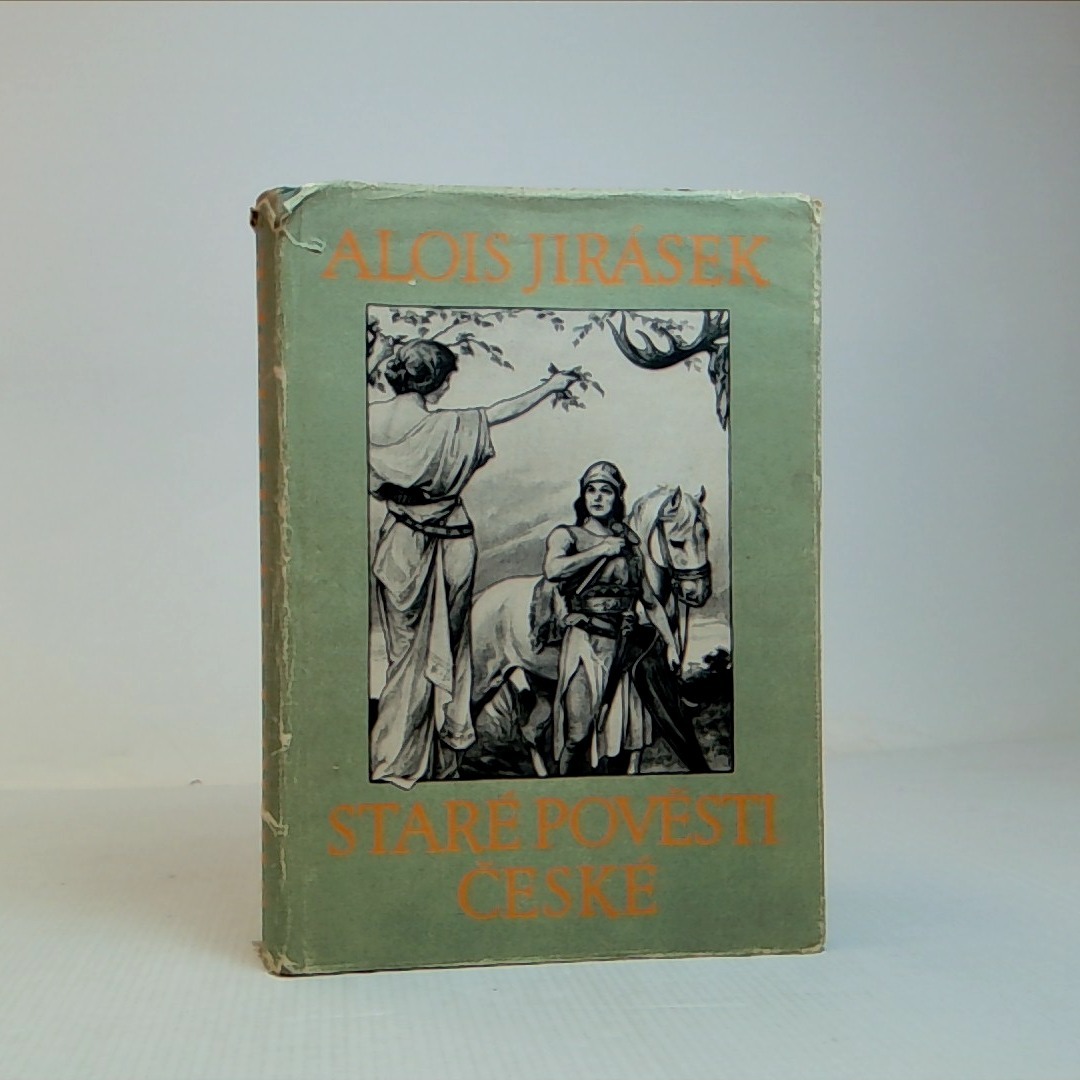 ALOIS JIRÁSEK
STARÉ POVĚSTI
ČESKÉ